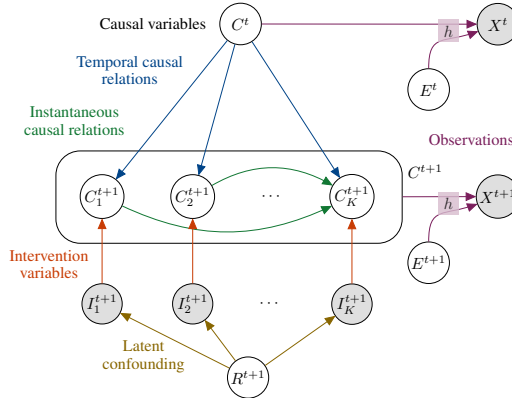 Causal variables
C^t
h
X^t
Temporal causal
relations
E^t
Instantaneous
causal relations
Observations
C^{t+1}
C_1^{t+1}
C_2^{t+1}
...
C_K^{t+1}
h
X^{t+1}
Intervention
variables
E^{t+1}
I_1^{t+1}
I_2^{t+1}
...
I_K^{t+1}
Latent
confounding
R^{t+1}